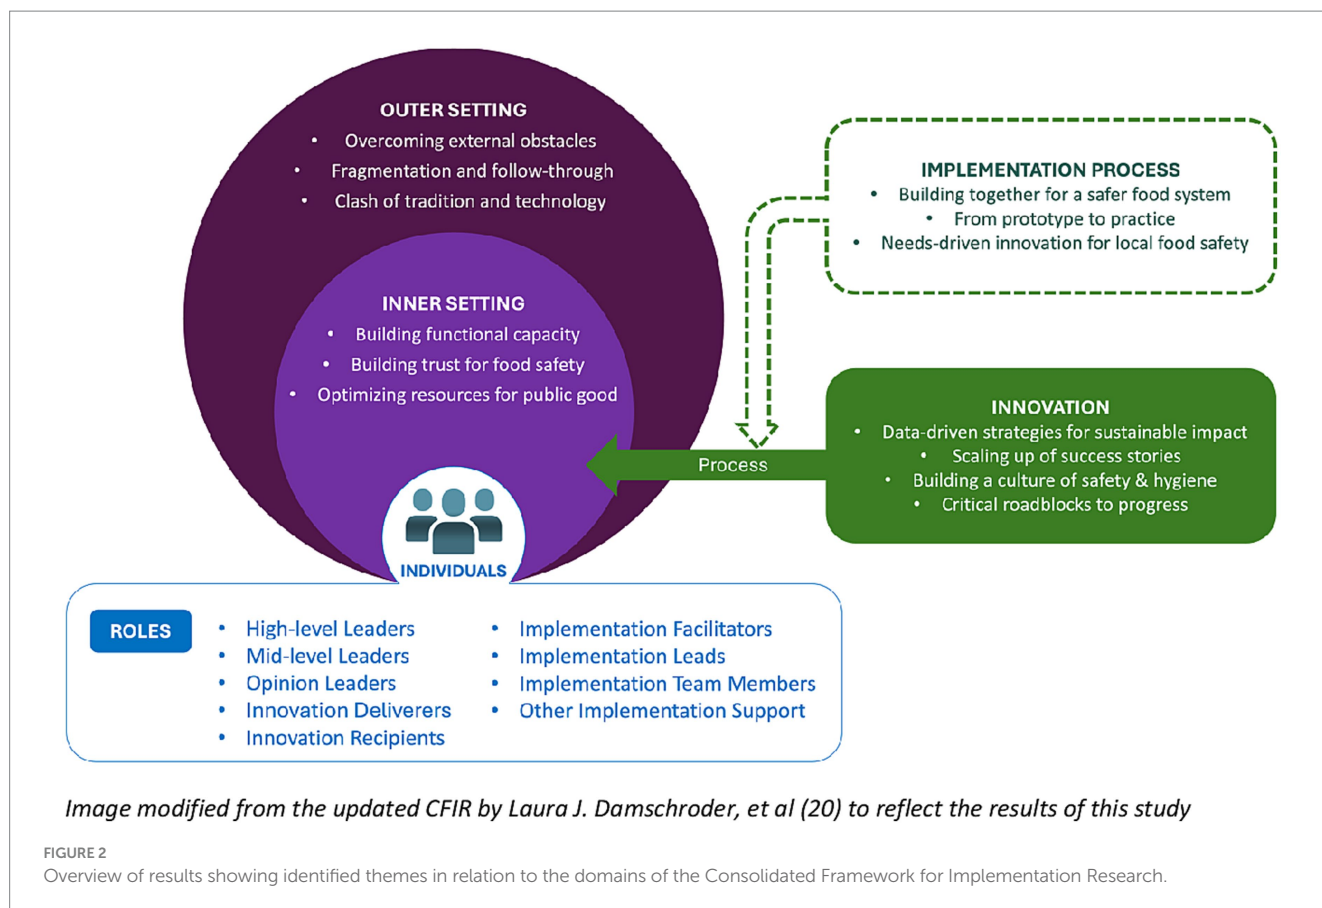 OUTER SETTING
• Overcoming external obstacles
• Fragmentation and follow-through
• Clash of tradition and technology
INNER SETTING
• Building functional capacity
• Building trust for food safety
• Optimizing resources for public good
INDIVIDUALS
IMPLEMENTATION PROCESS
• Building together for a safer food system
• From prototype to practice
• Needs-driven innovation for local food safety
INNOVATION
• Data-driven strategies for sustainable impact
• Scaling up of success stories
• Building a culture of safety & hygiene
• Critical roadblocks to progress
Process
ROLES
• High-level Leaders
• Mid-level Leaders
• Opinion Leaders
• Innovation Deliverers
• Innovation Recipients
• Implementation Facilitators
• Implementation Leads
• Implementation Team Members
• Other Implementation Support
Image modified from the updated CFIR by Laura J. Damschroder, et al (20) to reflect the results of this study
FIGURE 2
Overview of results showing identified themes in relation to the domains of the Consolidated Framework for Implementation Research.